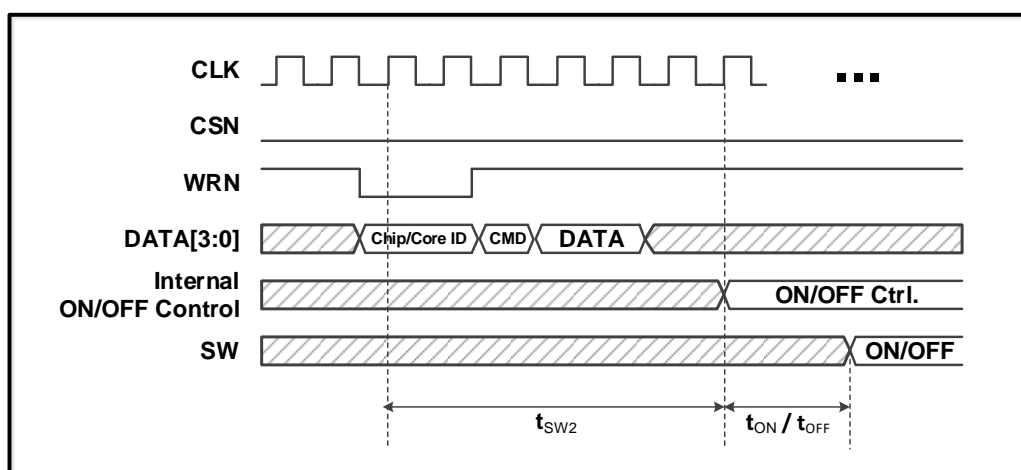 CLK
...
CSN
WRN
DATA[3:0] Chip/Core ID CMD DATA
Internal
ON/OFF Control ON/OFF Ctrl.
SW ON/OFF
tSW2 tON / tOFF